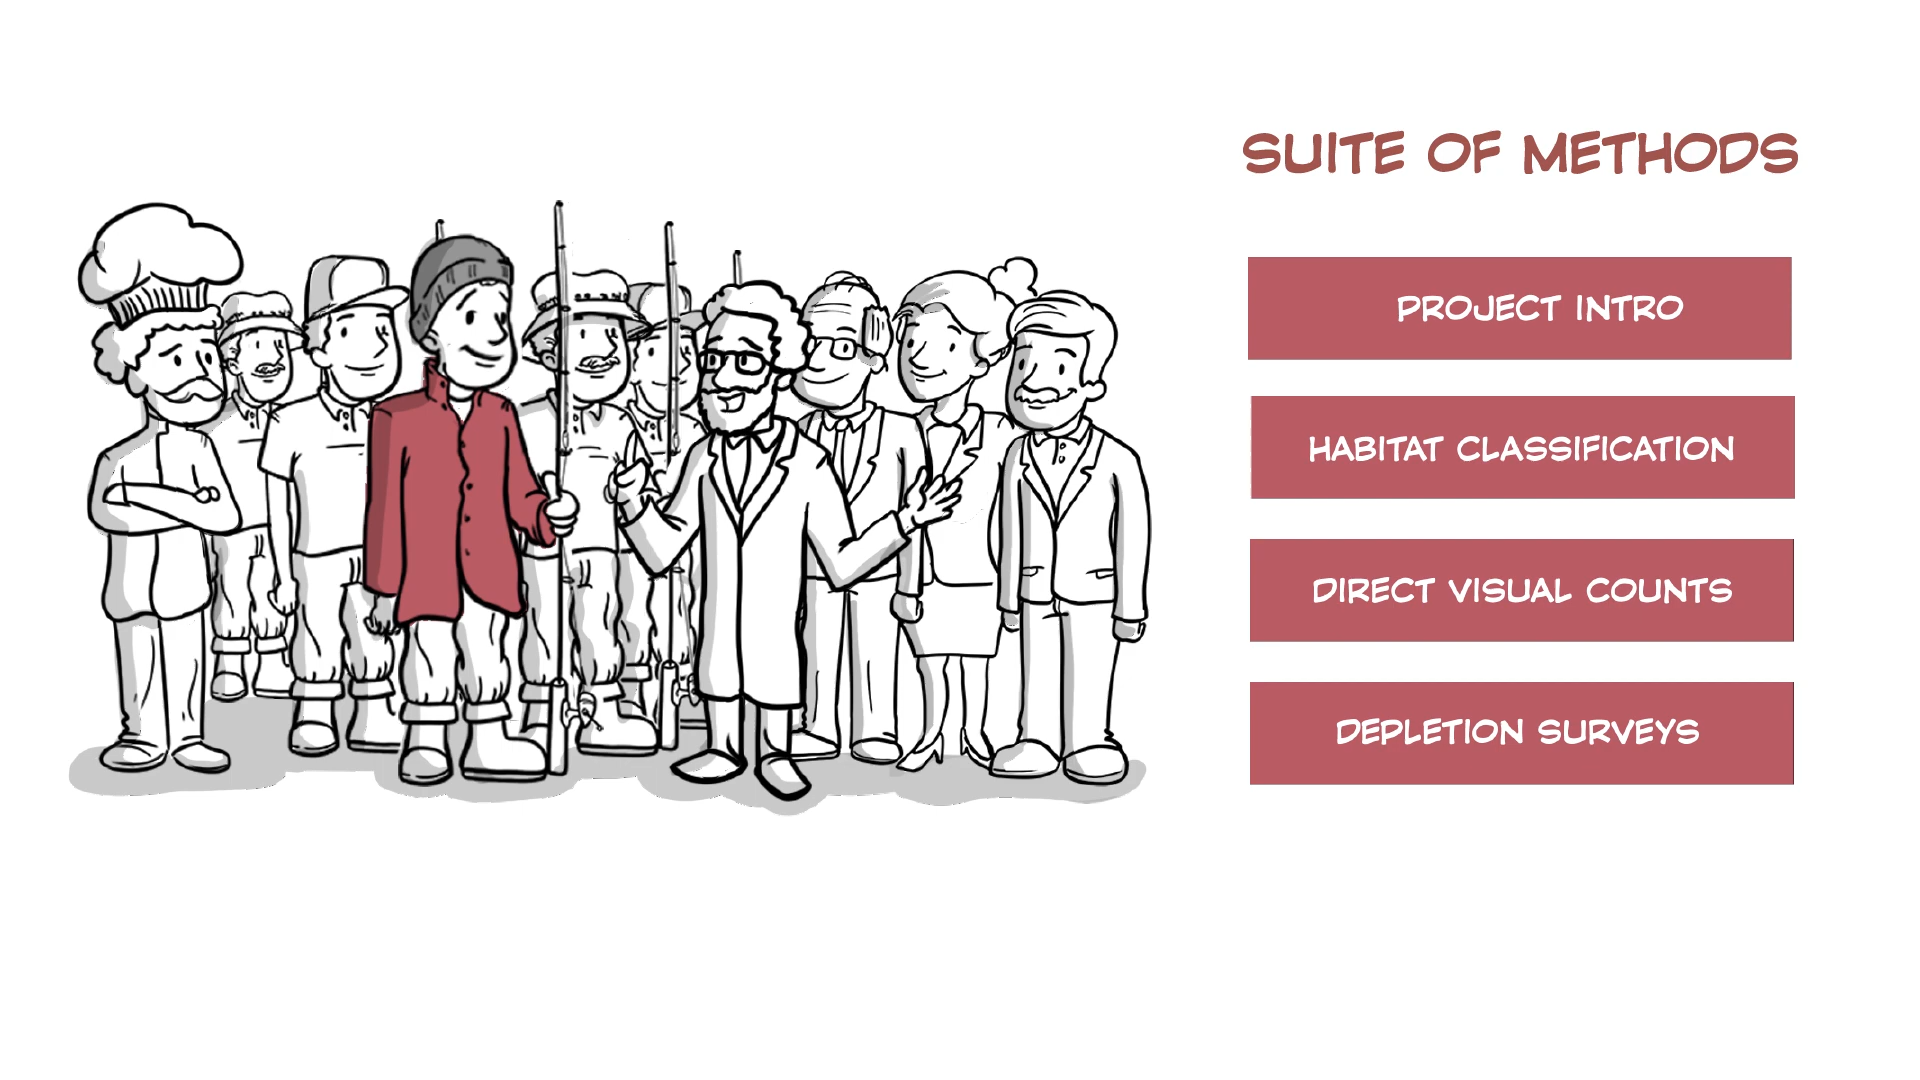 SUITE OF METHODS
PROJECT INTRO
HABITAT CLASSIFICATION
DIRECT VISUAL COUNTS
DEPLETION SURVEYS